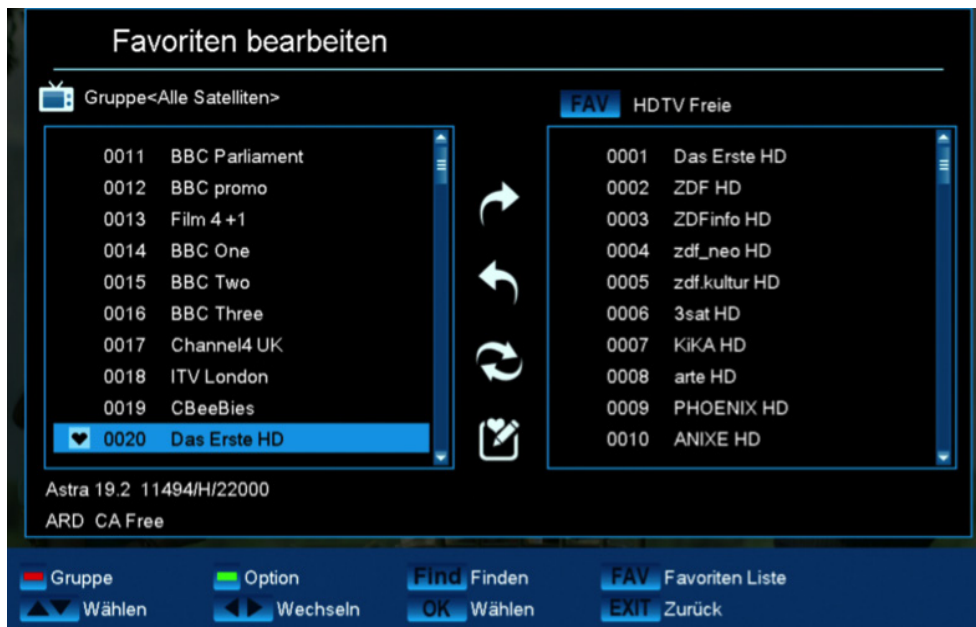 Favoriten bearbeiten
Gruppe<Alle Satelliten>
0011 BBC Parliament
0012 BBC promo
0013 Film 4 +1
0014 BBC One
0015 BBC Two
0016 BBC Three
0017 Channel4 UK
0018 ITV London
0019 CBeeBies
0020 Das Erste HD
FAV HDTV Freie
0001 Das Erste HD
0002 ZDF HD
0003 ZDFinfo HD
0004 zdf_neo HD
0005 zdf.kultur HD
0006 3sat HD
0007 KiKA HD
0008 arte HD
0009 PHOENIX HD
0010 ANIXE HD
Astra 19.2 11494/H/22000
ARD CA Free
Gruppe Option Find Finden FAV Favoriten Liste
Wählen Wechseln OK Wählen EXIT Zurück